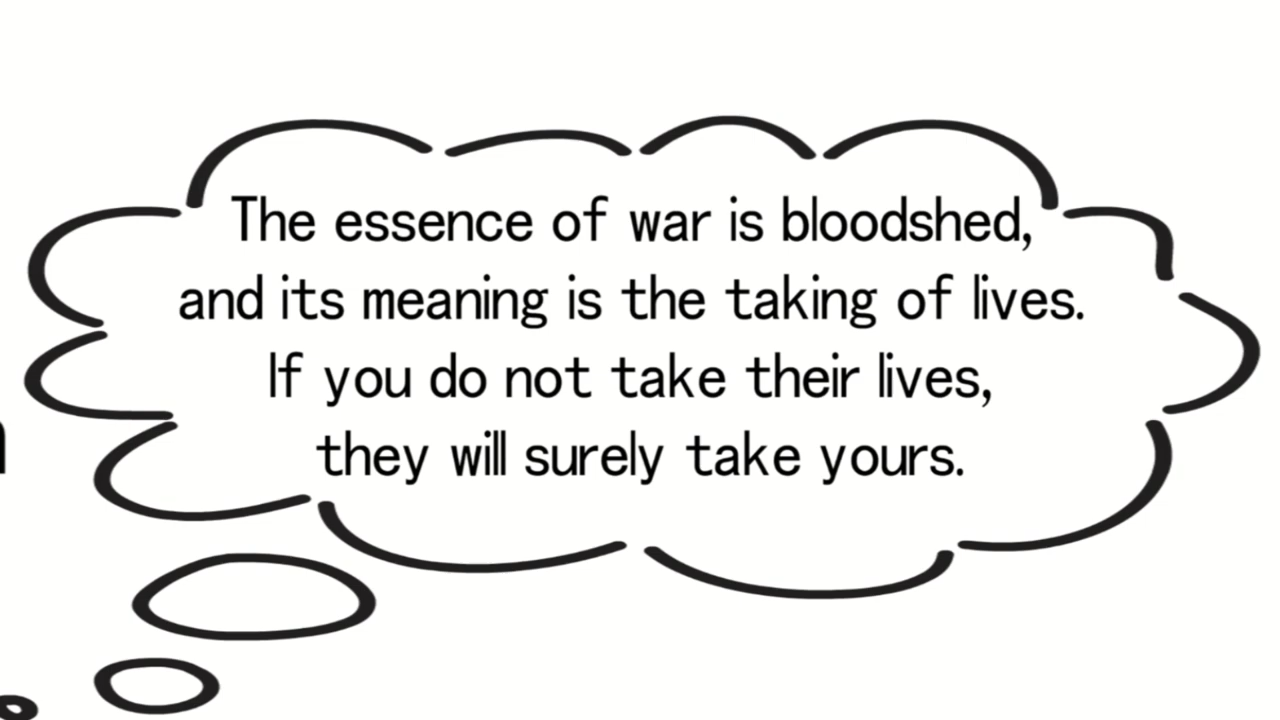 The essence of war is bloodshed,
and its meaning is the taking of lives.
If you do not take their lives,
they will surely take yours.